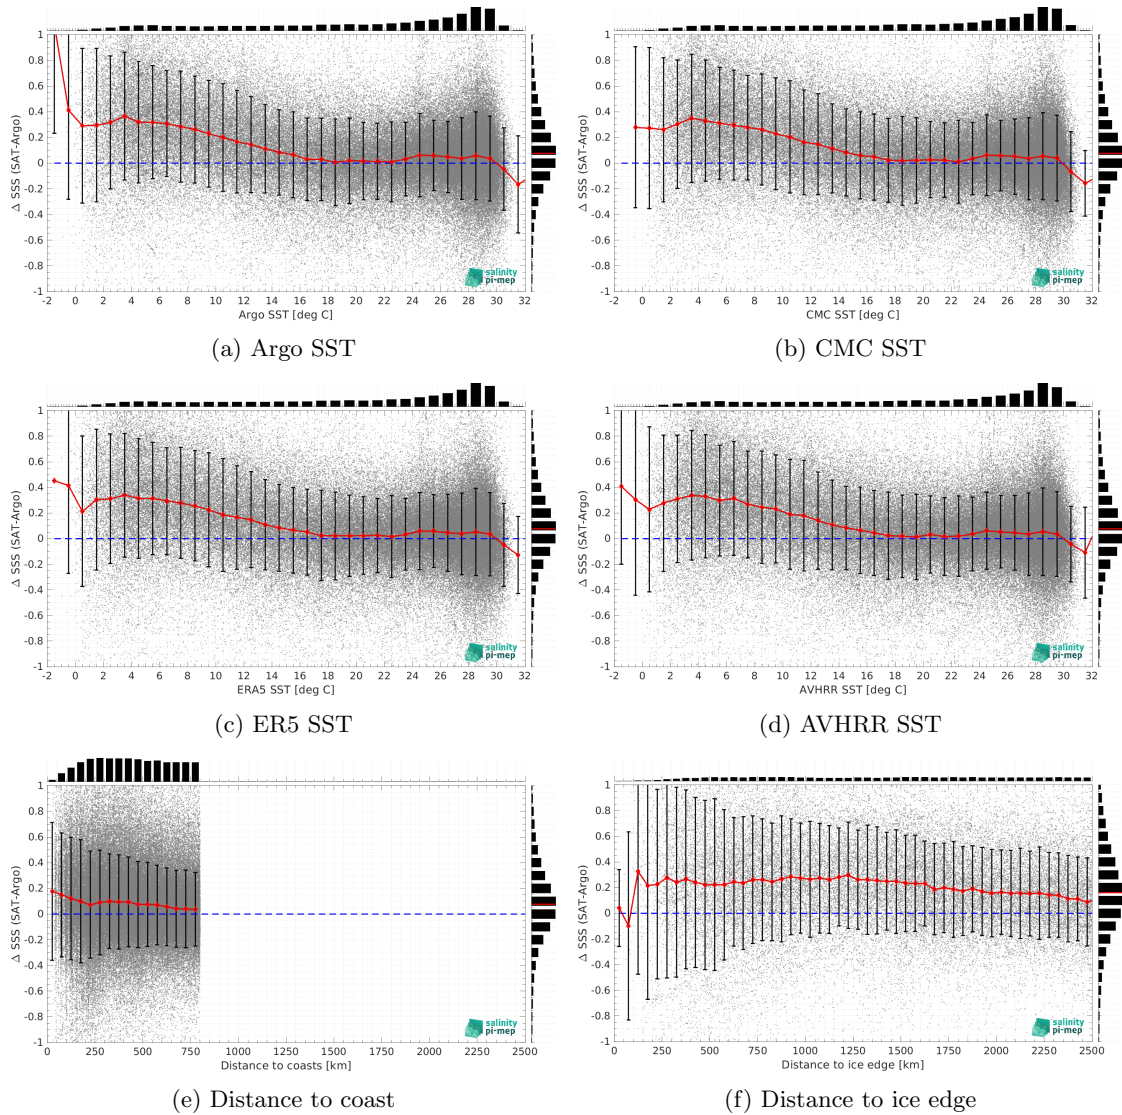 1
0.8
0.6
0.4
0.2
0
-0.2
-0.4
-0.6
-0.8
-1
Δ SSS (SAT-Argo)
salinity
pi-mep
-2 0 2 4 6 8 10 12 14 16 18 20 22 24 26 28 30 32
Argo SST [deg C]
(a) Argo SST
1
0.8
0.6
0.4
0.2
0
-0.2
-0.4
-0.6
-0.8
-1
Δ SSS (SAT-Argo)
salinity
pi-mep
-2 0 2 4 6 8 10 12 14 16 18 20 22 24 26 28 30 32
CMC SST [deg C]
(b) CMC SST
1
0.8
0.6
0.4
0.2
0
-0.2
-0.4
-0.6
-0.8
-1
Δ SSS (SAT-Argo)
salinity
pi-mep
-2 0 2 4 6 8 10 12 14 16 18 20 22 24 26 28 30 32
ERA5 SST [deg C]
(c) ER5 SST
1
0.8
0.6
0.4
0.2
0
-0.2
-0.4
-0.6
-0.8
-1
Δ SSS (SAT-Argo)
salinity
pi-mep
-2 0 2 4 6 8 10 12 14 16 18 20 22 24 26 28 30 32
AVHRR SST [deg C]
(d) AVHRR SST
1
0.8
0.6
0.4
0.2
0
-0.2
-0.4
-0.6
-0.8
-1
Δ SSS (SAT-Argo)
salinity
pi-mep
0 250 500 750 1000 1250 1500 1750 2000 2250 2500
Distance to coasts [km]
(e) Distance to coast
1
0.8
0.6
0.4
0.2
0
-0.2
-0.4
-0.6
-0.8
-1
Δ SSS (SAT-Argo)
salinity
pi-mep
0 250 500 750 1000 1250 1500 1750 2000 2250 2500
Distance to ice edge [km]
(f) Distance to ice edge